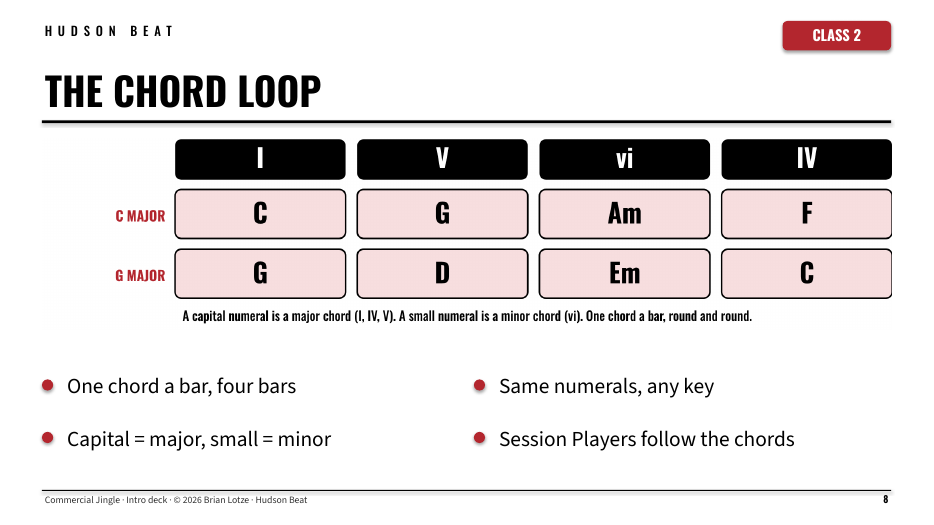 HUDSON BEAT
CLASS 2
THE CHORD LOOP
I V vi IV
C MAJOR C G Am F
G MAJOR G D Em C
A capital numeral is a major chord (I, IV, V). A small numeral is a minor chord (vi). One chord a bar, round and round.
One chord a bar, four bars
Same numerals, any key
Capital = major, small = minor
Session Players follow the chords
Commercial Jingle · Intro deck · © 2026 Brian Lotze · Hudson Beat
8